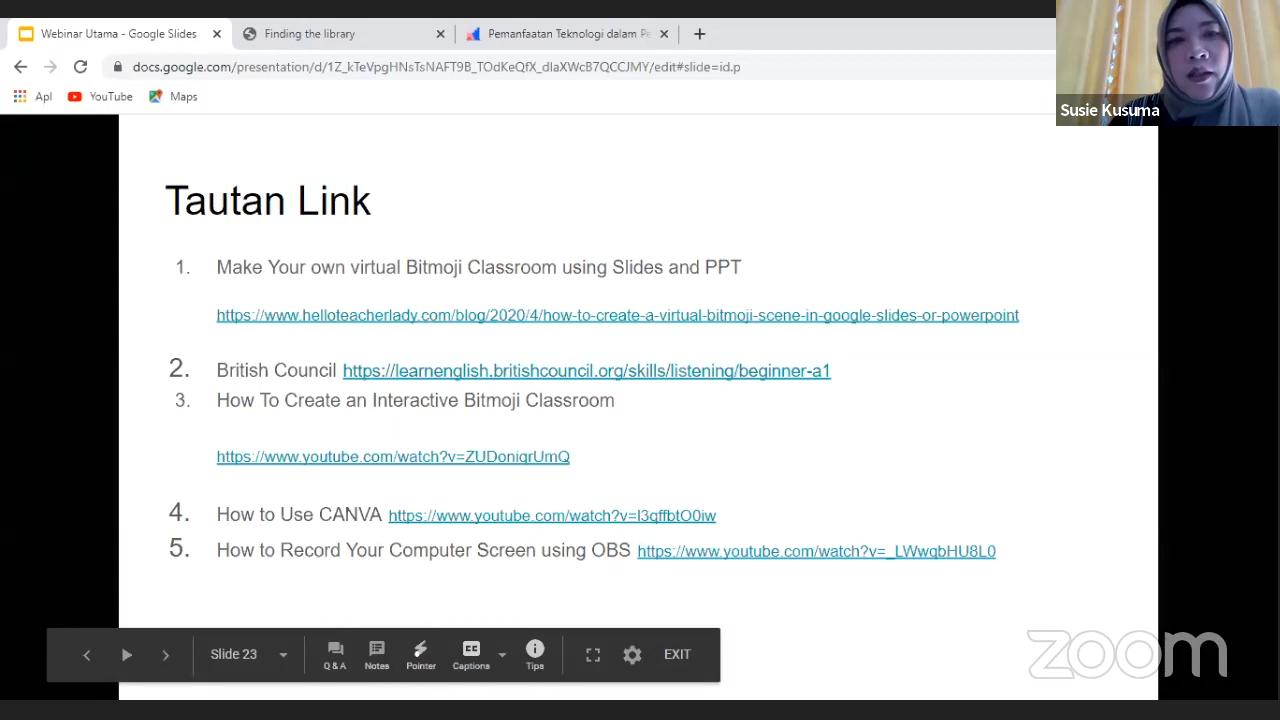 Webinar Utama - Google Slides
Finding the library
Pemanfaatan Teknologi dalam Pe
docs.google.com/presentation/d/1Z_kTeVpgHNsTsNAFT9B_TOdKeQfX_dIaXWcB7QCCJMY/edit#slide=id.p
Apl YouTube Maps
Susie Kusuma
Tautan Link
1. Make Your own virtual Bitmoji Classroom using Slides and PPT
https://www.helloteacherlady.com/blog/2020/4/how-to-create-a-virtual-bitmoji-scene-in-google-slides-or-powerpoint
2. British Council https://learnenglish.britishcouncil.org/skills/listening/beginner-a1
3. How To Create an Interactive Bitmoji Classroom
https://www.youtube.com/watch?v=ZUDoniqrUmQ
4. How to Use CANVA https://www.youtube.com/watch?v=l3qffbtO0iw
5. How to Record Your Computer Screen using OBS https://www.youtube.com/watch?v=_LWwqbHU8L0
Slide 23
Q & A Notes Pointer Captions Tips
EXIT
zoom